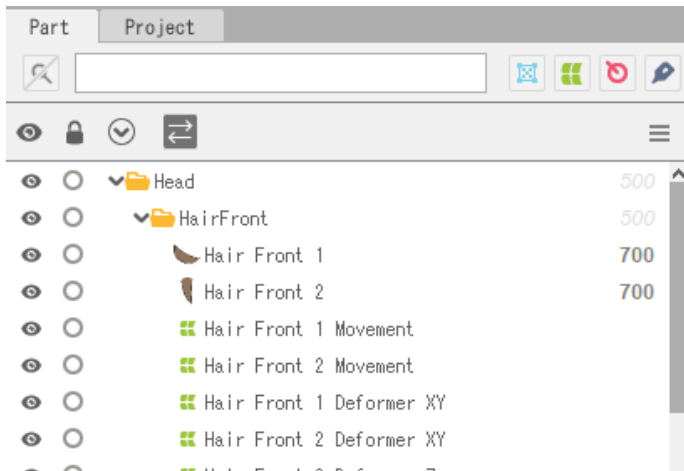 Part Project
Head 500
HairFront 500
Hair Front 1 700
Hair Front 2 700
Hair Front 1 Movement
Hair Front 2 Movement
Hair Front 1 Deformer XY
Hair Front 2 Deformer XY